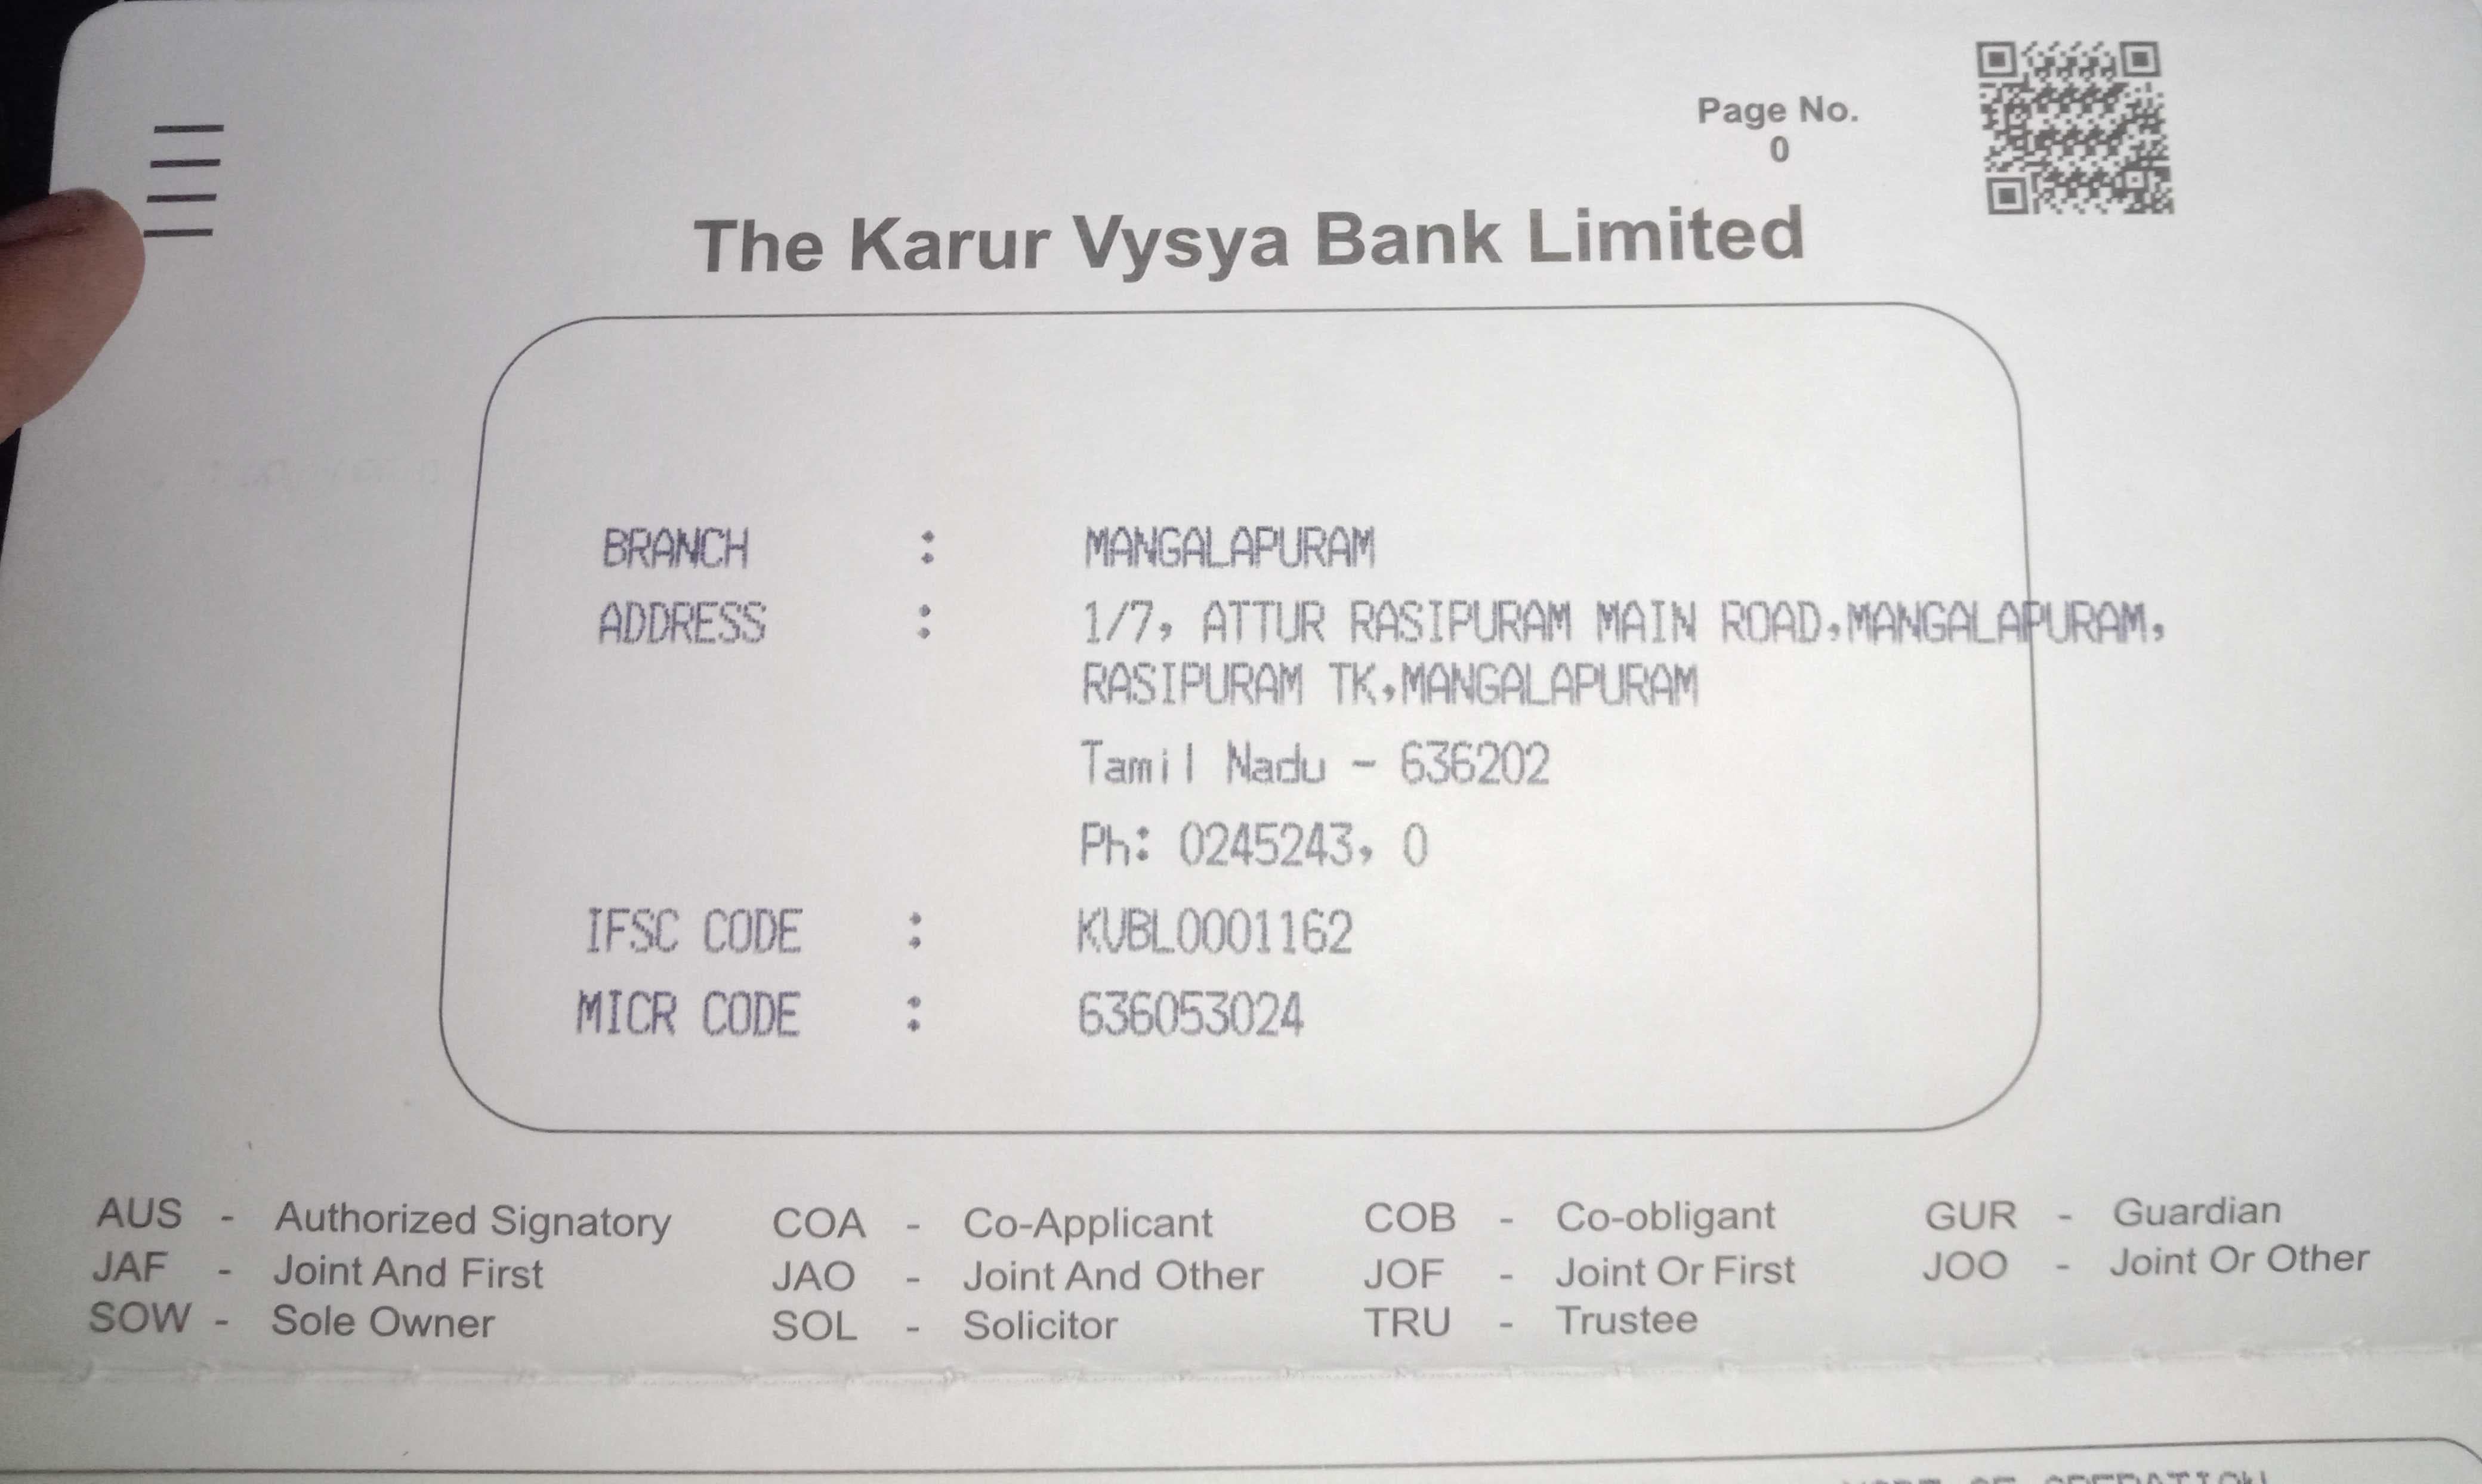 Page No.
0
The Karur Vysya Bank Limited
BRANCH : MANGALAPURAM
ADDRESS : 1/7, ATTUR RASIPURAM MAIN ROAD,MANGALAPURAM,
RASIPURAM TK,MANGALAPURAM
Tamil Nadu - 636202
Ph: 0245243, 0
IFSC CODE : KVBL0001162
MICR CODE : 636053024
AUS - Authorized Signatory COA - Co-Applicant COB - Co-obligant GUR - Guardian
JAF - Joint And First JAO - Joint And Other JOF - Joint Or First JOO - Joint Or Other
SOW - Sole Owner SOL - Solicitor TRU - Trustee